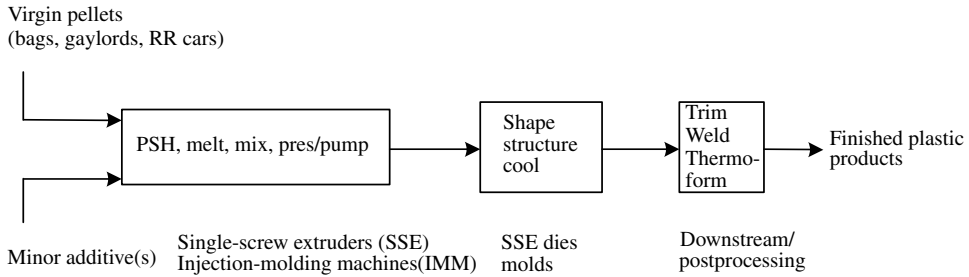 Virgin pellets
(bags, gaylords, RR cars)
PSH, melt, mix, pres/pump
Shape
structure
cool
Trim
Weld
Thermo-
form
Finished plastic
products
Minor additive(s)
Single-screw extruders (SSE)
Injection-molding machines(IMM)
SSE dies
molds
Downstream/
postprocessing